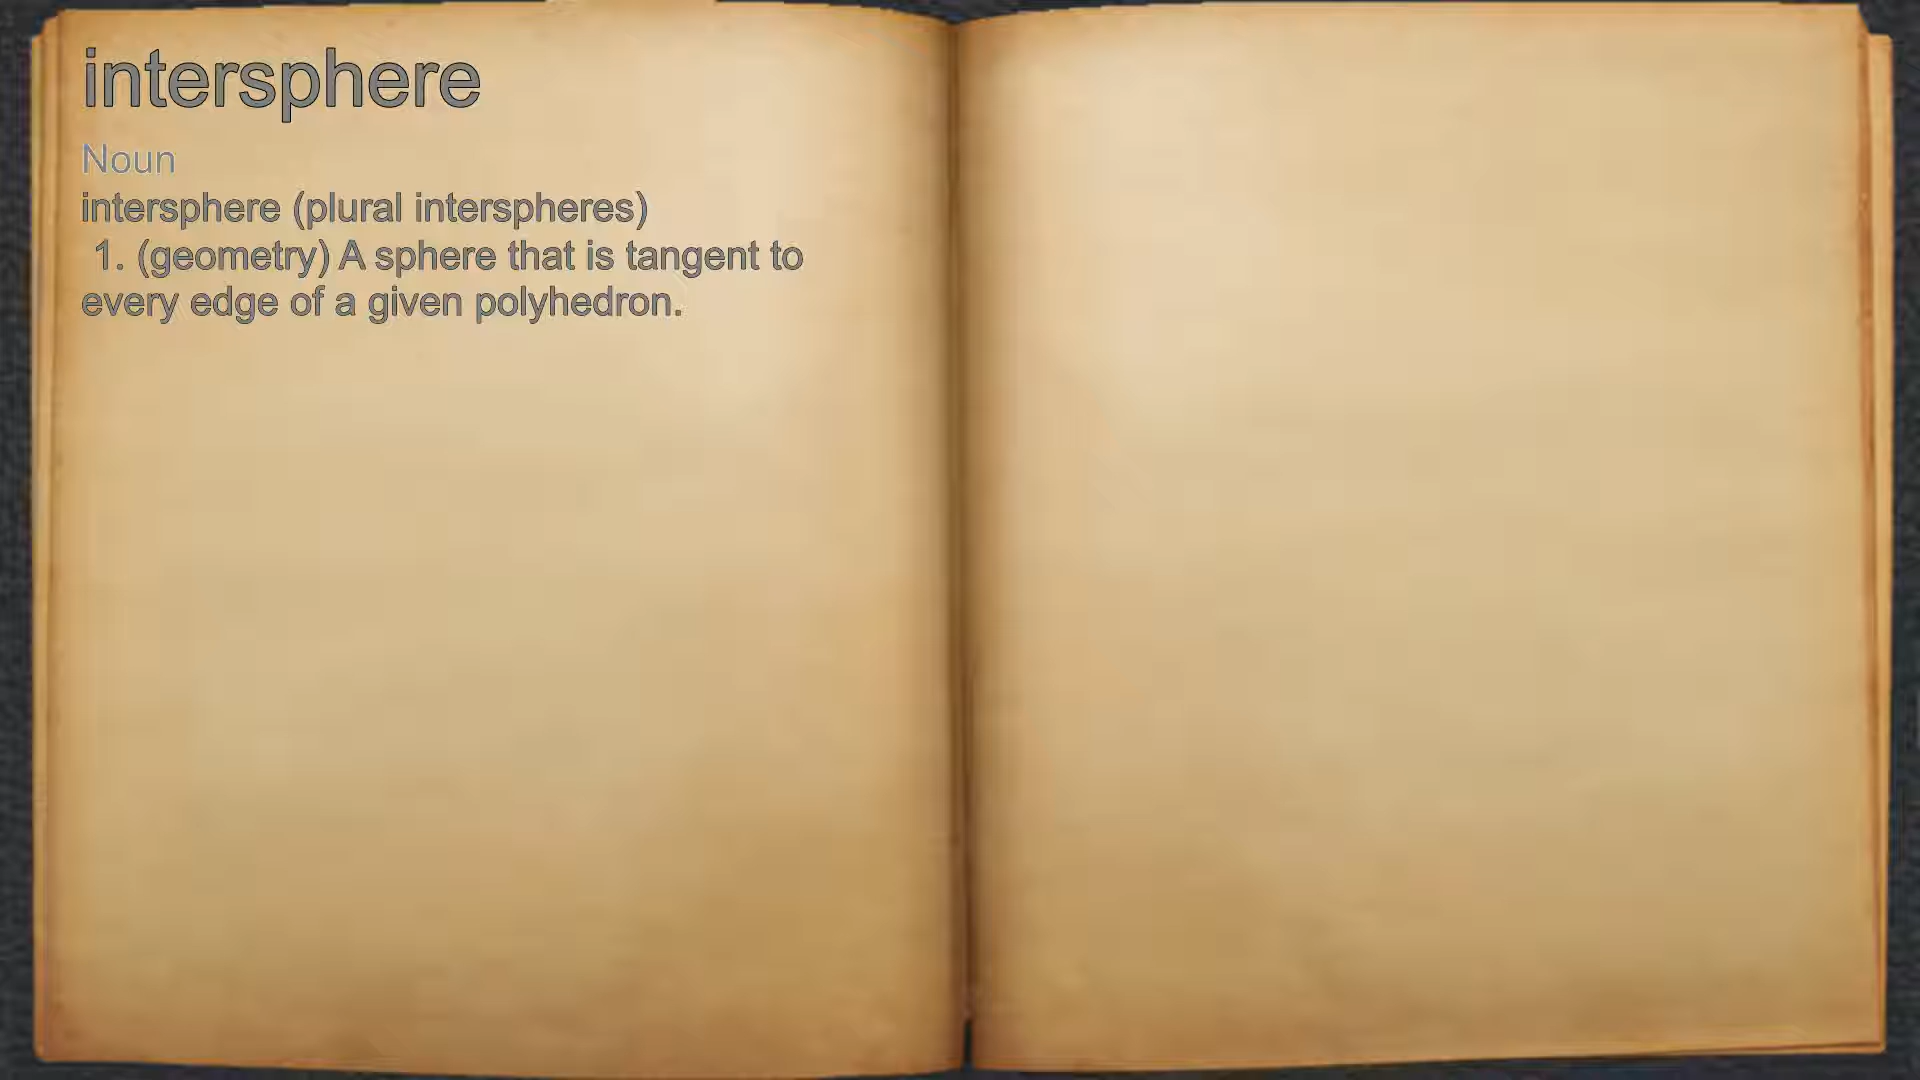 intersphere
Noun
intersphere (plural interspheres)
1. (geometry) A sphere that is tangent to
every edge of a given polyhedron.